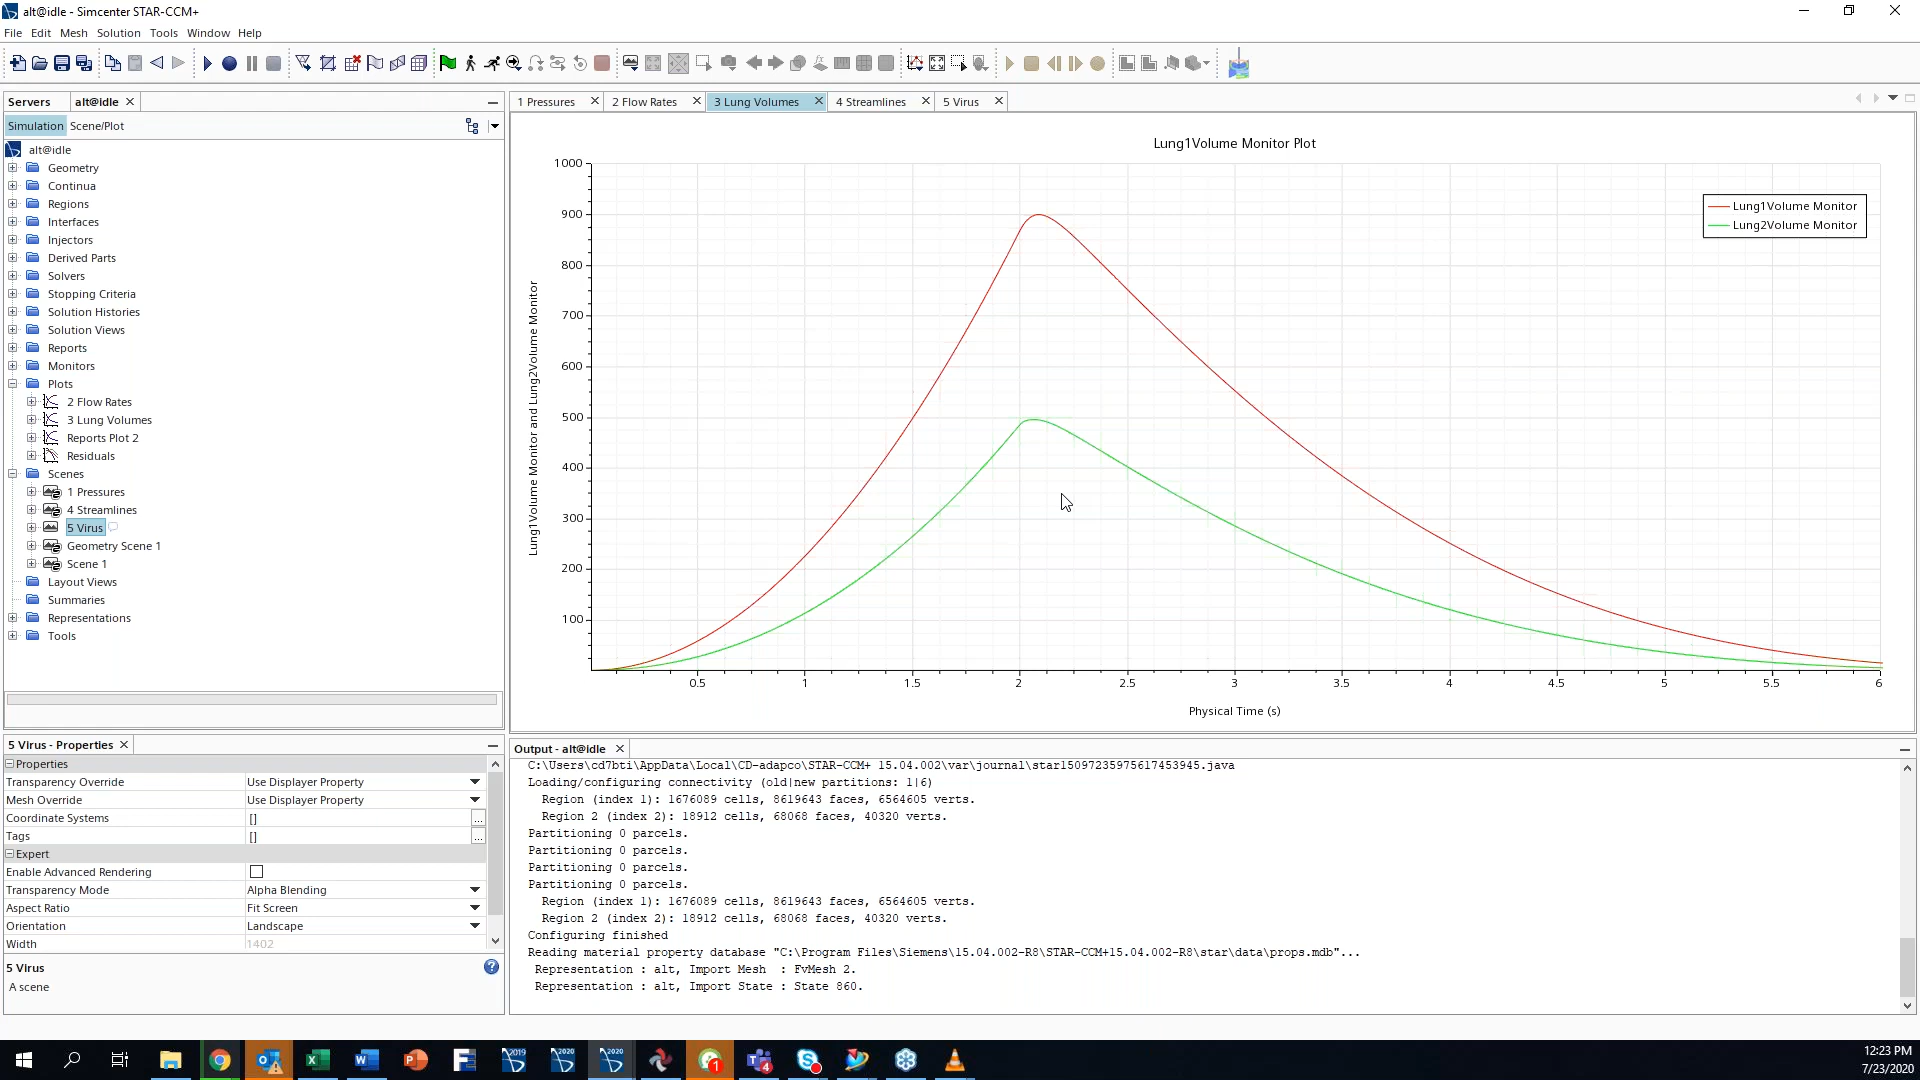 alt@idle - Simcenter STAR-CCM+
File Edit Mesh Solution Tools Window Help
Servers alt@idle
Simulation Scene/Plot
alt@idle
Geometry
Continua
Regions
Interfaces
Injectors
Derived Parts
Solvers
Stopping Criteria
Solution Histories
Solution Views
Reports
Monitors
Plots
2 Flow Rates
3 Lung Volumes
Reports Plot 2
Residuals
Scenes
1 Pressures
4 Streamlines
5 Virus
Geometry Scene 1
Scene 1
Layout Views
Summaries
Representations
Tools
5 Virus - Properties
Properties
Transparency Override Use Displayer Property
Mesh Override Use Displayer Property
Coordinate Systems []
Tags []
Expert
Enable Advanced Rendering
Transparency Mode Alpha Blending
Aspect Ratio Fit Screen
Orientation Landscape
Width 1402
5 Virus
A scene
1 Pressures 2 Flow Rates 3 Lung Volumes 4 Streamlines 5 Virus
Lung1Volume Monitor Plot
Lung1Volume Monitor
Lung2Volume Monitor
Lung1Volume Monitor and Lung2Volume Monitor
1000
900
800
700
600
500
400
300
200
100
0.5 1 1.5 2 2.5 3 3.5 4 4.5 5 5.5 6
Physical Time (s)
Output - alt@idle
C:\Users\cd7bti\AppData\Local\CD-adapco\STAR-CCM+ 15.04.002\var\journal\star15097235975617453945.java
Loading/configuring connectivity (old|new partitions: 1|6)
Region (index 1): 1676089 cells, 8619643 faces, 6564605 verts.
Region 2 (index 2): 18912 cells, 68068 faces, 40320 verts.
Partitioning 0 parcels.
Partitioning 0 parcels.
Partitioning 0 parcels.
Partitioning 0 parcels.
Region (index 1): 1676089 cells, 8619643 faces, 6564605 verts.
Region 2 (index 2): 18912 cells, 68068 faces, 40320 verts.
Configuring finished
Reading material property database "C:\Program Files\Siemens\15.04.002-R8\STAR-CCM+15.04.002-R8\star\data\props.mdb"...
Representation : alt, Import Mesh : FvMesh 2.
Representation : alt, Import State : State 860.
2019 2020 2020 1 4
12:23 PM
7/23/2020